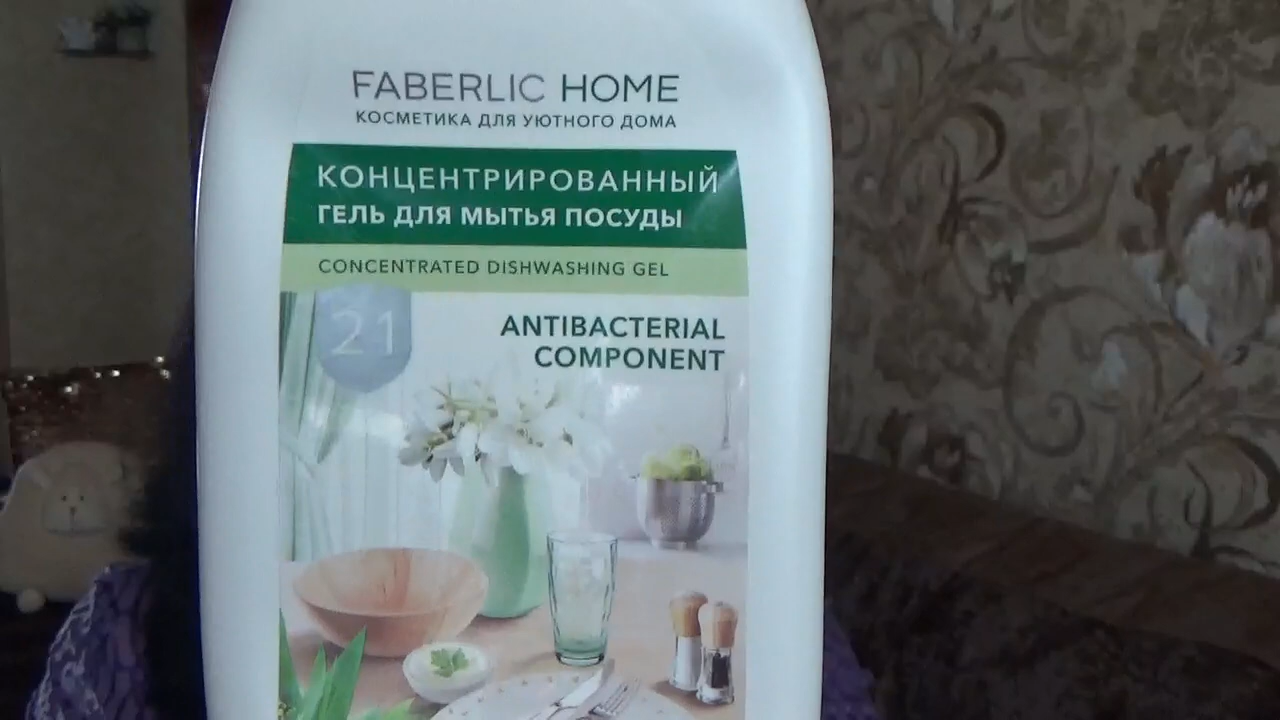 FABERLIC HOME
КОСМЕТИКА ДЛЯ УЮТНОГО ДОМА
КОНЦЕНТРИРОВАННЫЙ
ГЕЛЬ ДЛЯ МЫТЬЯ ПОСУДЫ
CONCENTRATED DISHWASHING GEL
21
ANTIBACTERIAL
COMPONENT